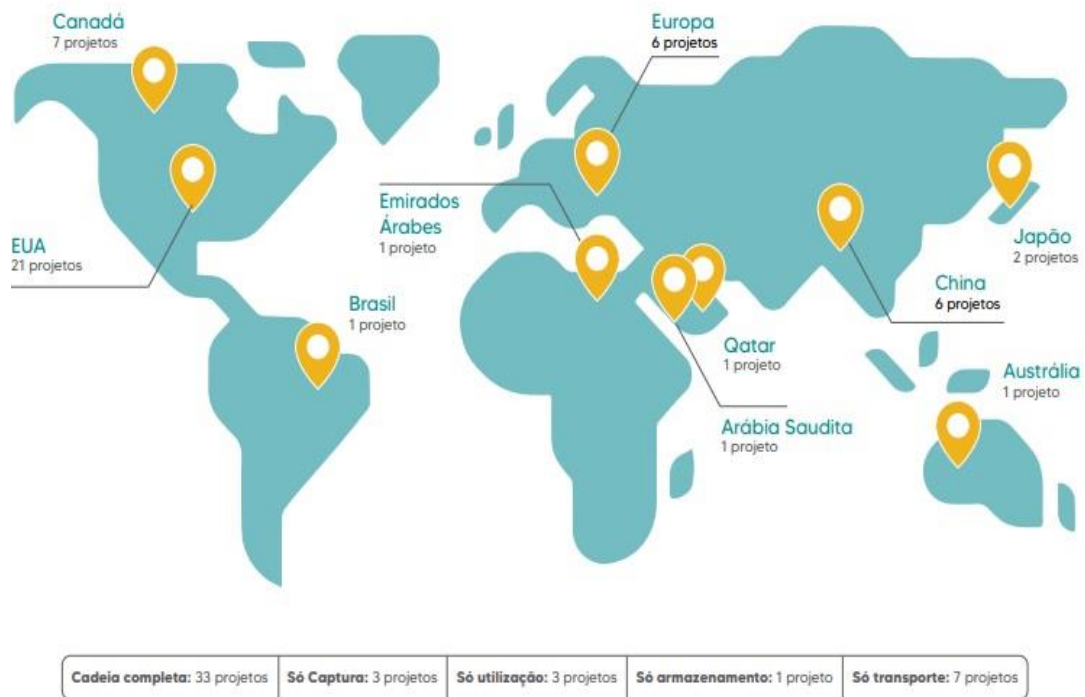 Canadá
7 projetos
Europa
6 projetos
Emirados
Árabes
1 projeto
EUA
21 projetos
Japão
2 projetos
China
6 projetos
Brasil
1 projeto
Qatar
1 projeto
Austrália
1 projeto
Arábia Saudita
1 projeto
Cadeia completa: 33 projetos
Só Captura: 3 projetos
Só utilização: 3 projetos
Só armazenamento: 1 projeto
Só transporte: 7 projetos